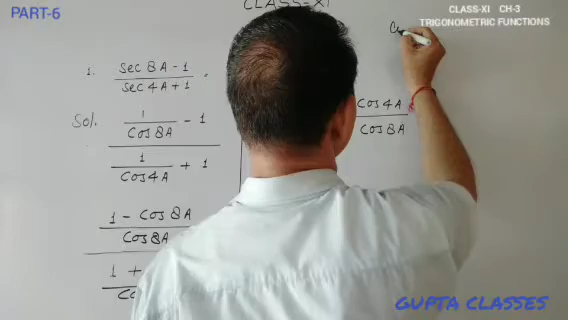 PART-6
CLASS-XI
CLASS-XI CH-3
TRIGONOMETRIC FUNCTIONS
1. sec 8A - 1
sec 4A + 1
Sol. 1
cos 8A - 1
1
cos 4A + 1
1 - cos 8A
cos 8A
1 +
cos 4A
cos 8A
GUPTA CLASSES